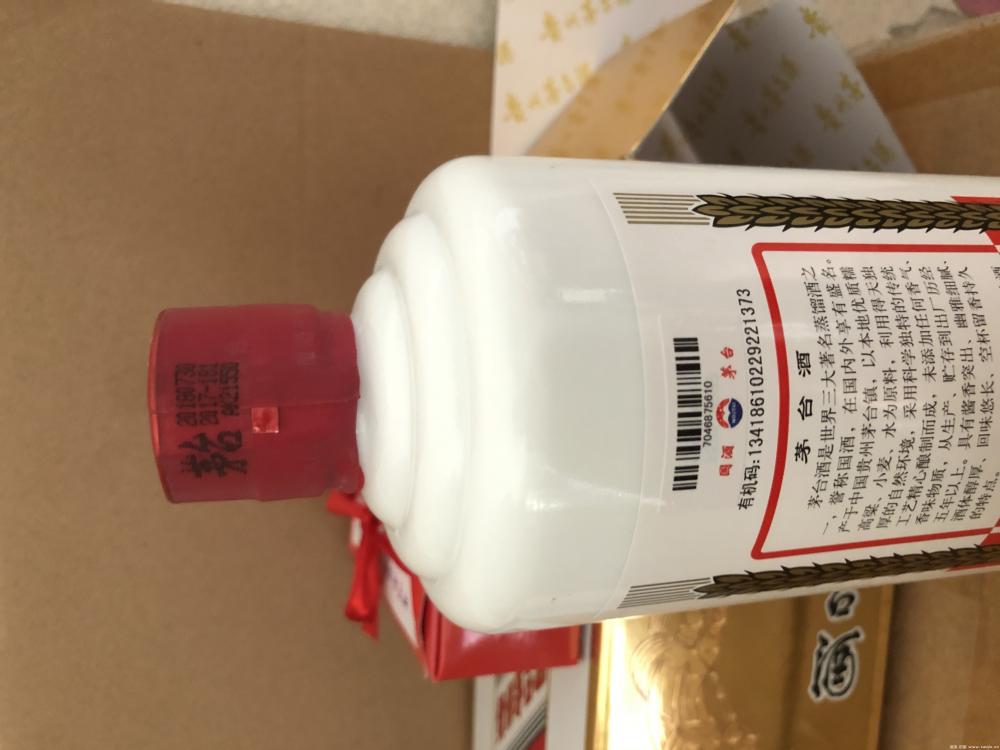 茅台
20180730
2017-181
7046875610
国酒 茅台
有机码:13418610229221373
茅台酒
茅台酒是世界三大著名蒸馏酒之
一，誉称国酒，在国内外享有盛名。
产于中国贵州茅台镇，以本地优质糯
高粱、小麦、水为原料，利用得天独
厚的自然环境，采用科学独特的传统
工艺精心酿制而成，未添加任何香气、
香味物质，从生产、贮存到出厂历经
五年以上。具有酱香突出、幽雅细腻、
酒体醇厚、回味悠长、空杯留香持久
的特点。